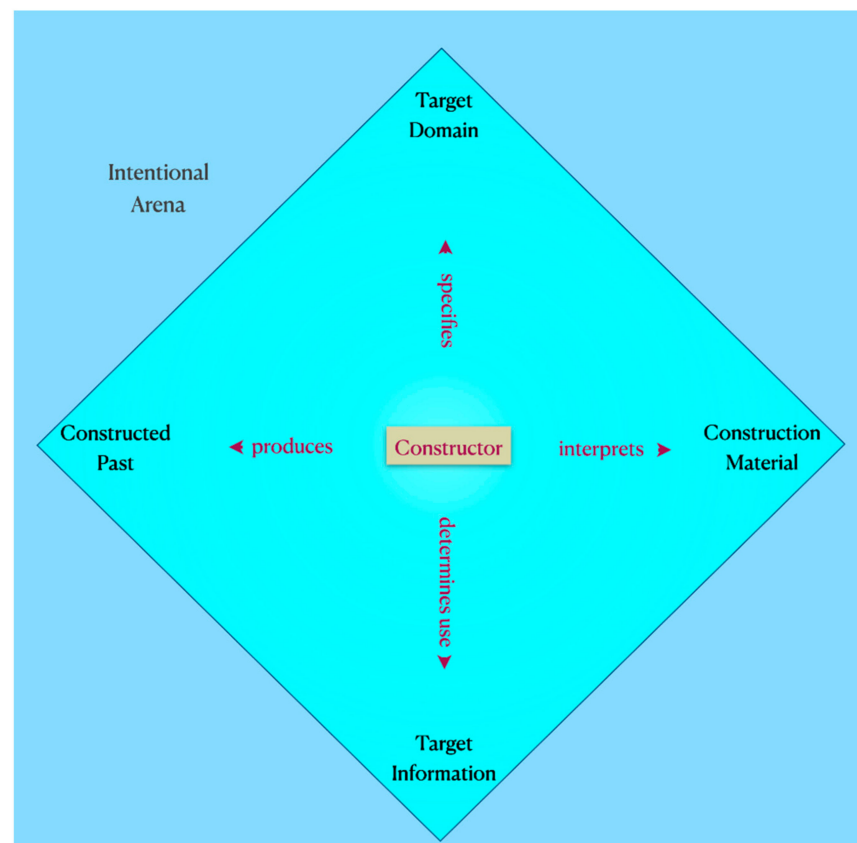 Target
Domain
Intentional
Arena
specifies
Constructed
Past
produces
Constructor
interprets
Construction
Material
determines use
Target
Information